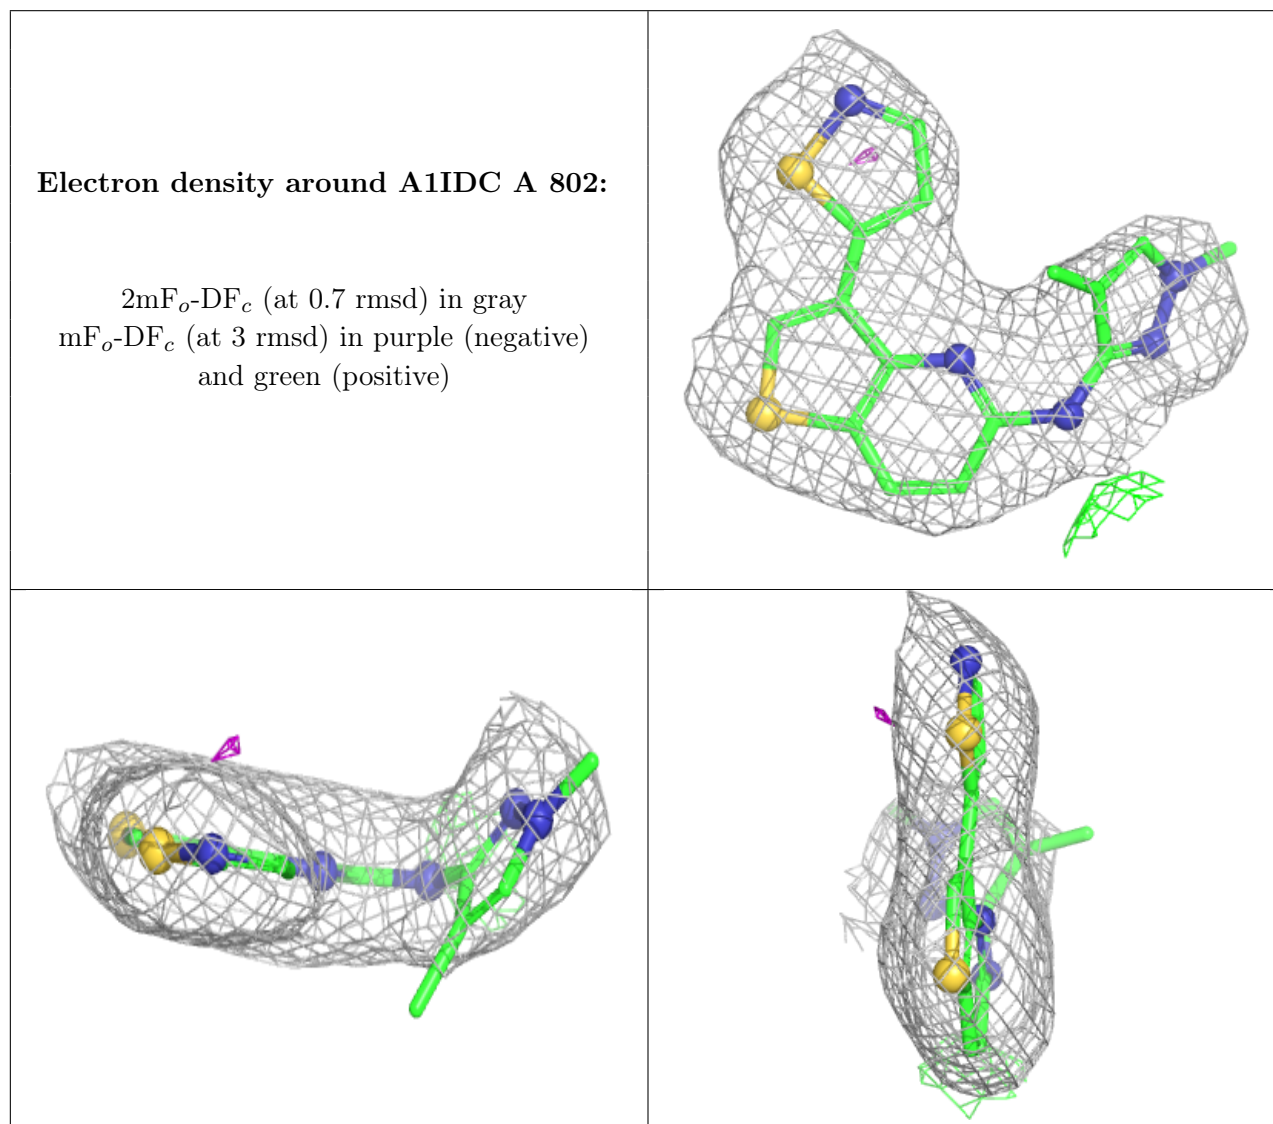 Electron density around A1IDC A 802:
2mFo-DFc (at 0.7 rmsd) in gray
mFo-DFc (at 3 rmsd) in purple (negative)
and green (positive)